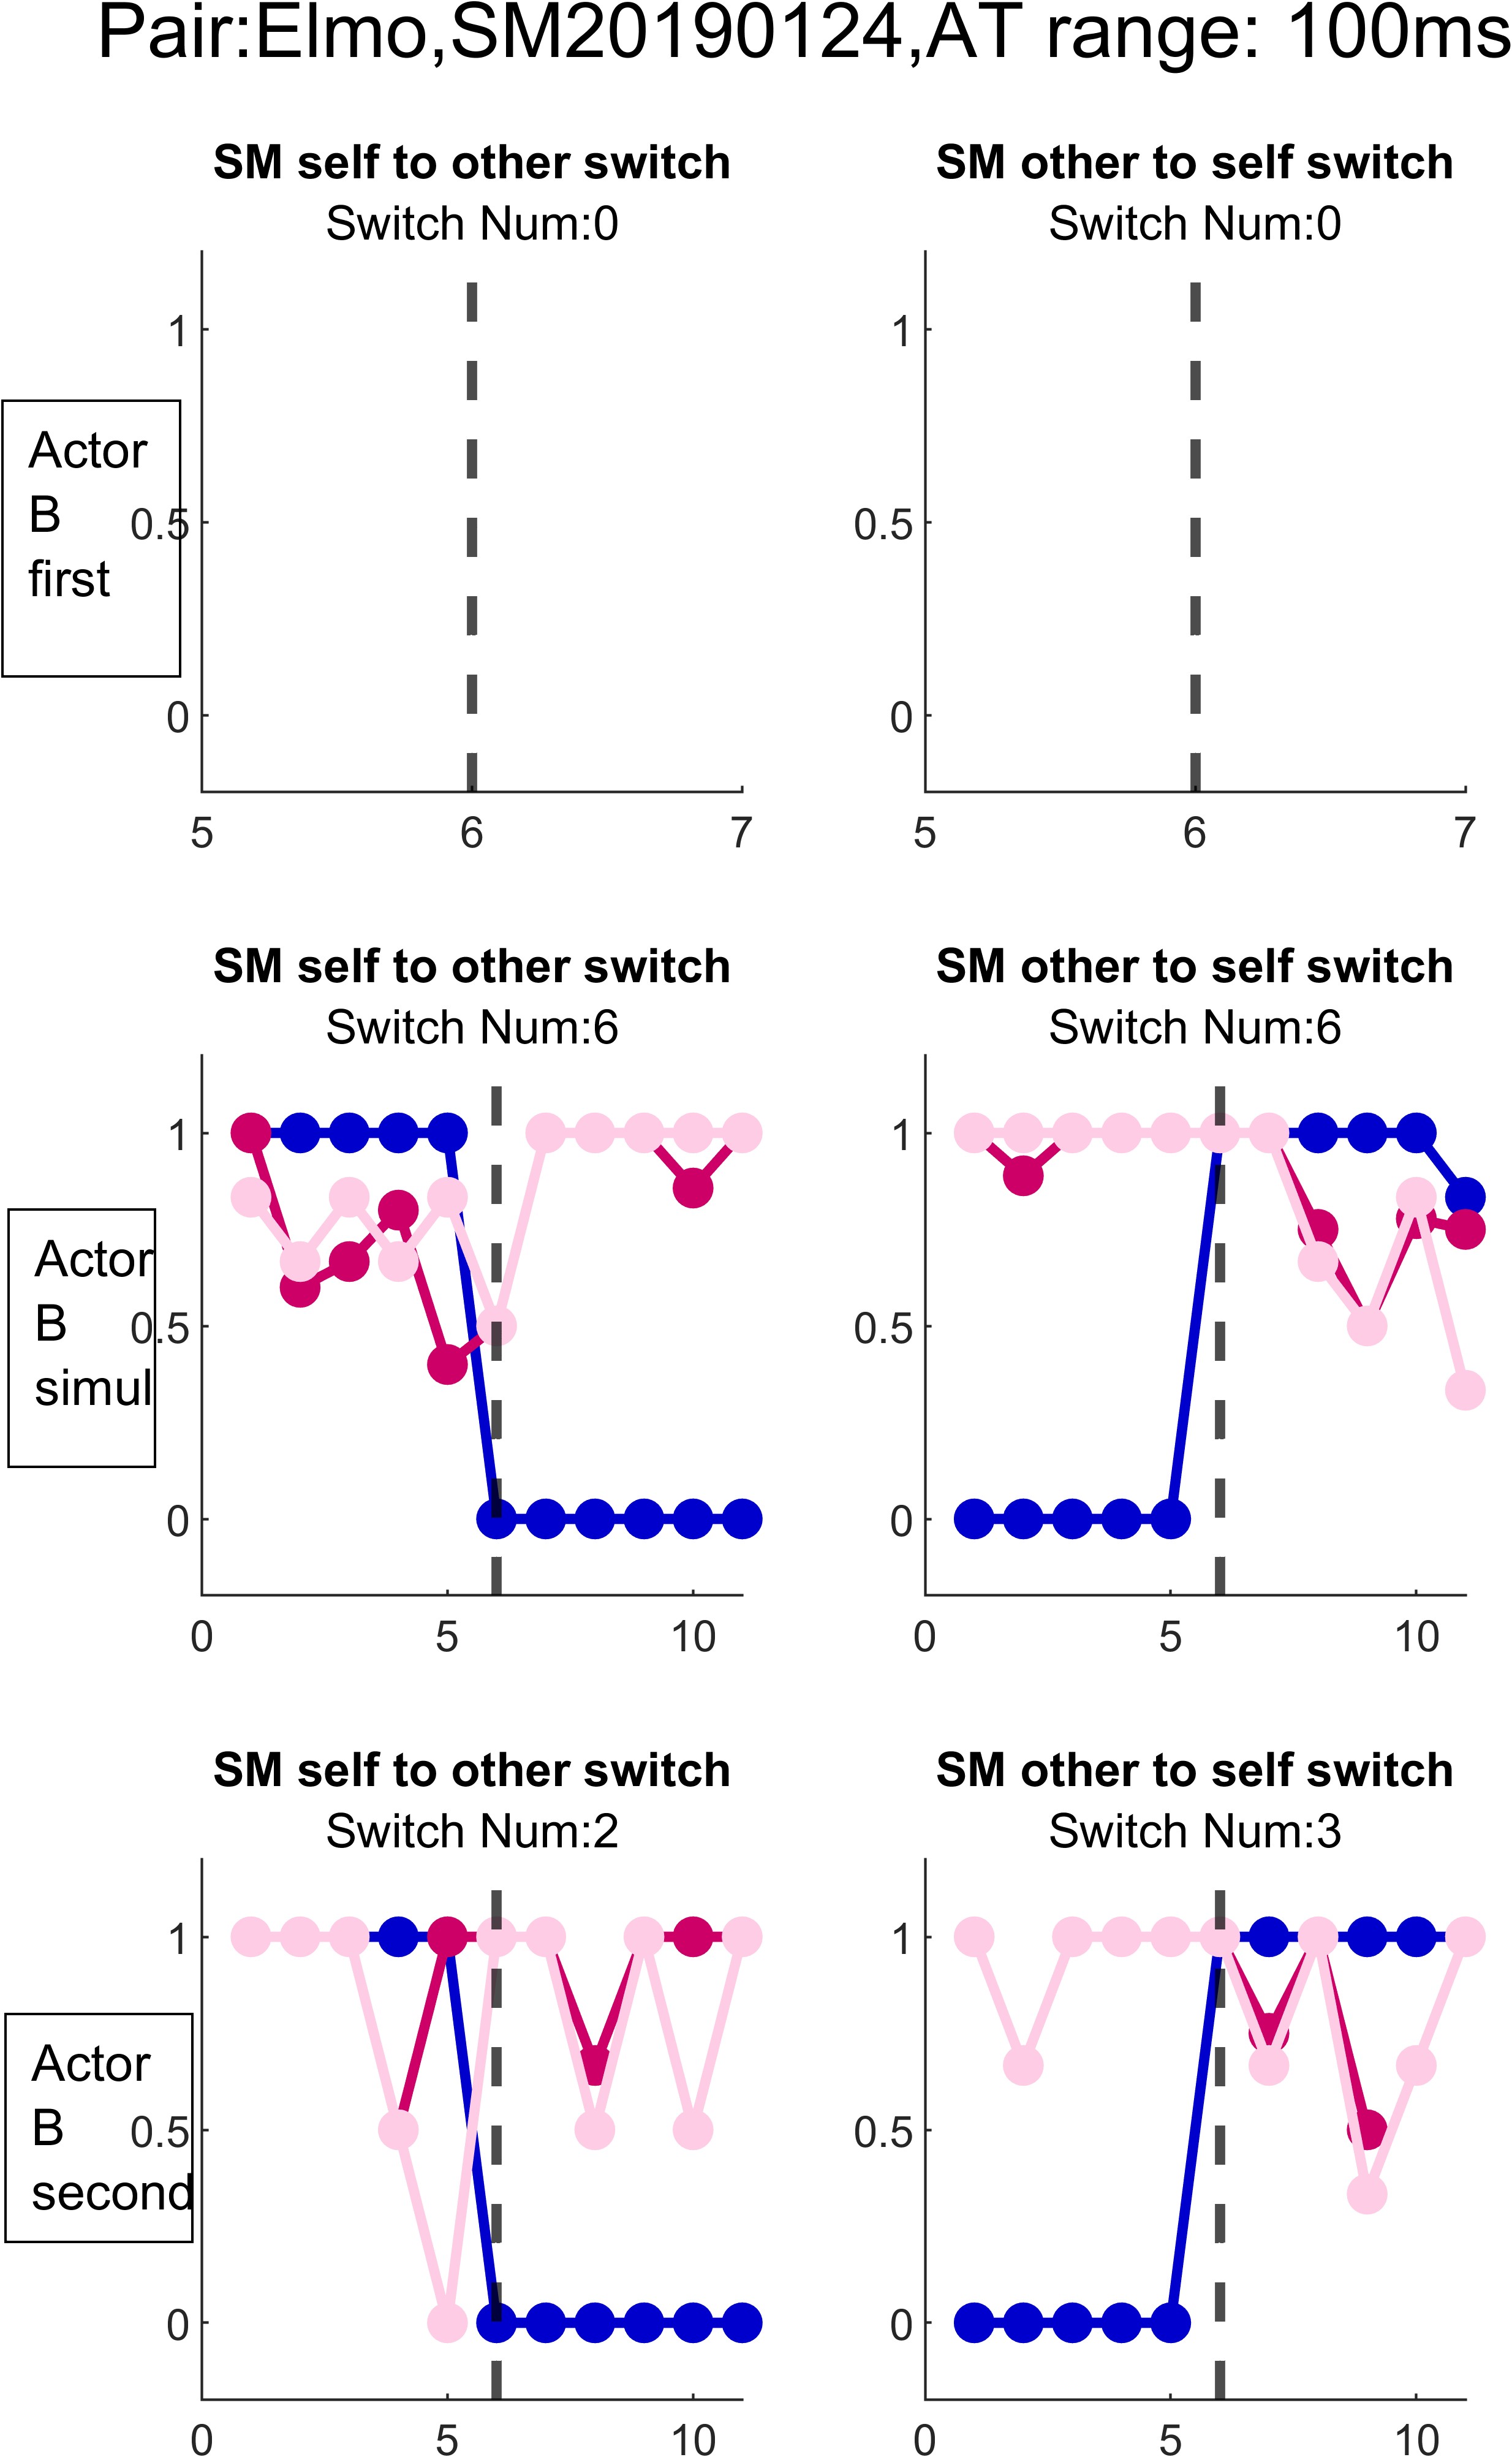 Pair:Elmo,SM20190124,AT range: 100ms
SM self to other switch
Switch Num:0
1
0.5
0
5 6 7
SM other to self switch
Switch Num:0
1
0.5
0
5 6 7
Actor
B
first
SM self to other switch
Switch Num:6
1
0.5
0
0 5 10
SM other to self switch
Switch Num:6
1
0.5
0
0 5 10
Actor
B
simul
SM self to other switch
Switch Num:2
1
0.5
0
0 5 10
SM other to self switch
Switch Num:3
1
0.5
0
0 5 10
Actor
B
second